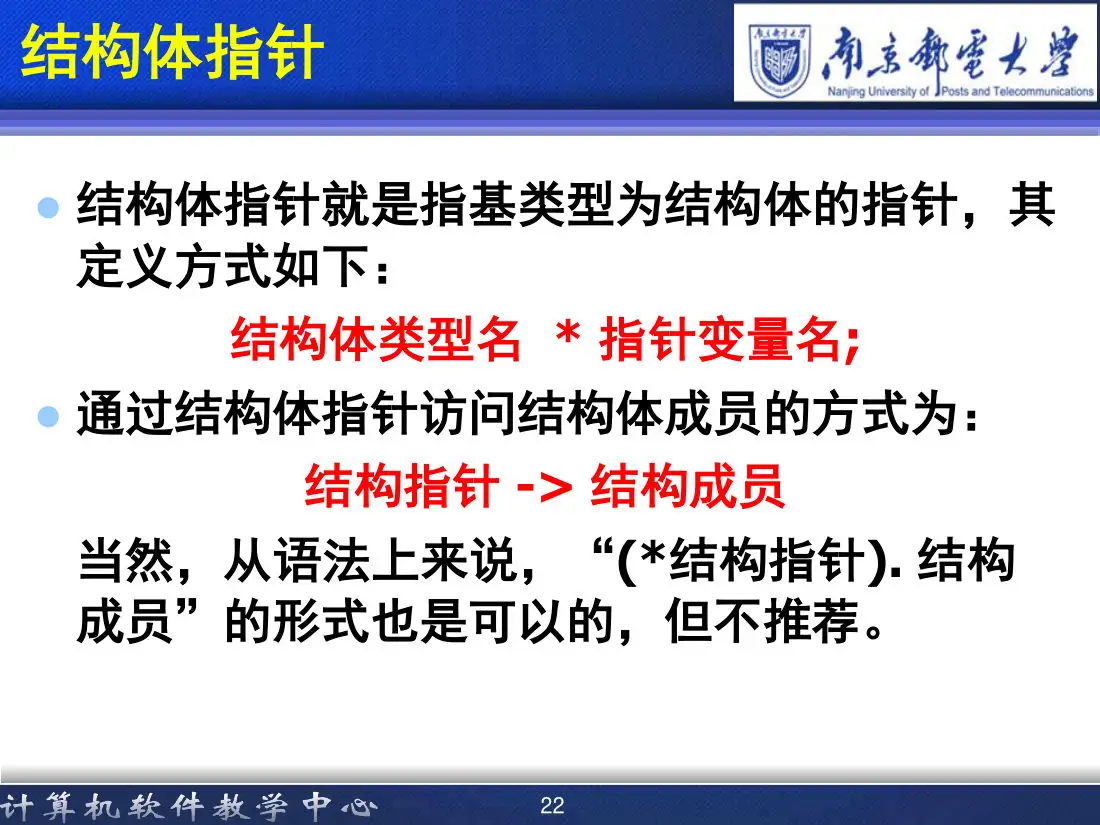 结构体指针
南京邮电大学
Nanjing University of Posts and Telecommunications
结构体指针就是指基类型为结构体的指针，其
定义方式如下：
结构体类型名 * 指针变量名;
通过结构体指针访问结构体成员的方式为：
结构指针 -> 结构成员
当然，从语法上来说，“(*结构指针). 结构
成员”的形式也是可以的，但不推荐。
计算机软件教学中心
22